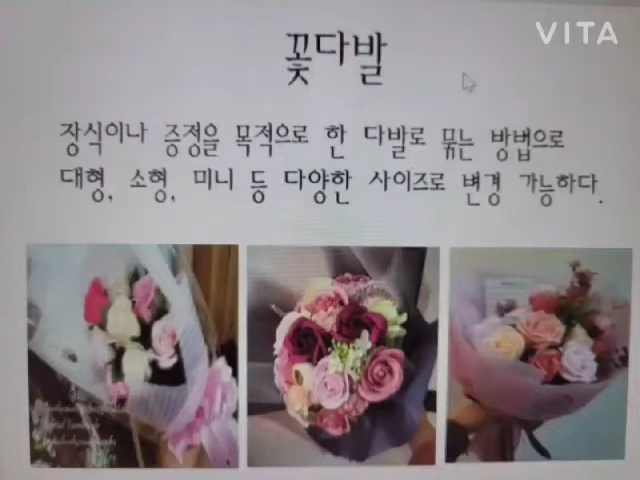 VITA
꽃다발
장식이나 증정을 목적으로 한 다발로 묶는 방법으로
대형, 소형, 미니 등 다양한 사이즈로 변경 가능하다.